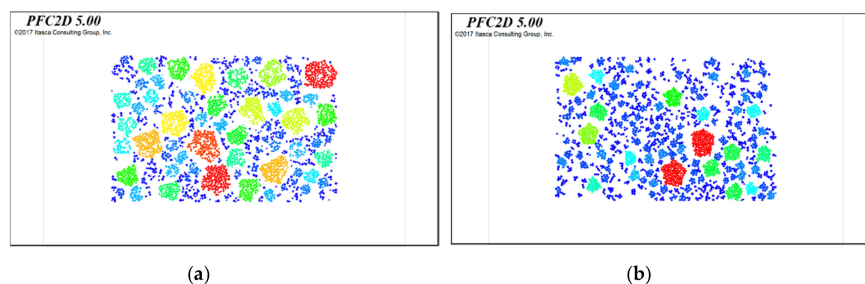 PFC2D 5.00
©2017 Itasca Consulting Group, Inc.
PFC2D 5.00
©2017 Itasca Consulting Group, Inc.
(a)
(b)